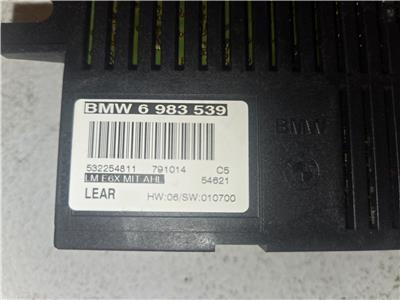 BMW 6 983 539
532254811 791014 C5
LM E6X MIT AHL 54621
LEAR HW:06/SW:010700
BMW